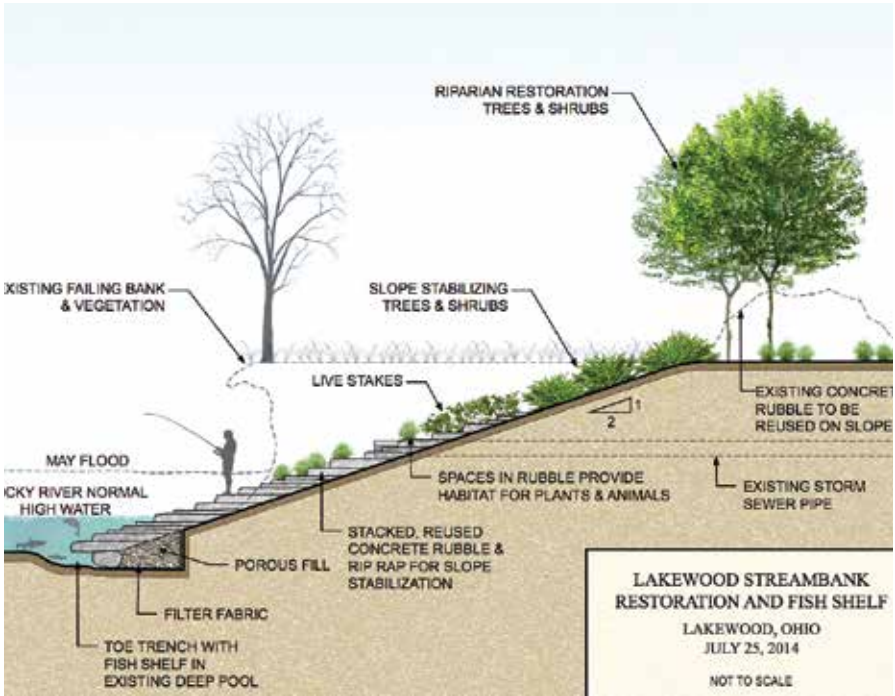 RIPARIAN RESTORATION
TREES & SHRUBS
EXISTING FAILING BANK
& VEGETATION
SLOPE STABILIZING
TREES & SHRUBS
LIVE STAKES
EXISTING CONCRET
RUBBLE TO BE
REUSED ON SLOPE
1
2
MAY FLOOD
OCKY RIVER NORMAL
HIGH WATER
SPACES IN RUBBLE PROVIDE
HABITAT FOR PLANTS & ANIMALS
EXISTING STORM
SEWER PIPE
STACKED, REUSED
CONCRETE RUBBLE &
RIP RAP FOR SLOPE
STABILIZATION
POROUS FILL
FILTER FABRIC
TOE TRENCH WITH
FISH SHELF IN
EXISTING DEEP POOL
LAKEWOOD STREAMBANK
RESTORATION AND FISH SHELF
LAKEWOOD, OHIO
JULY 25, 2014
NOT TO SCALE